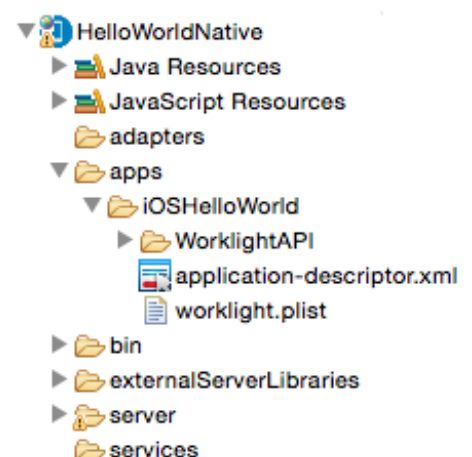 HelloWorldNative
Java Resources
JavaScript Resources
adapters
apps
iOSHelloWorld
WorklightAPI
application-descriptor.xml
worklight.plist
bin
externalServerLibraries
server
services